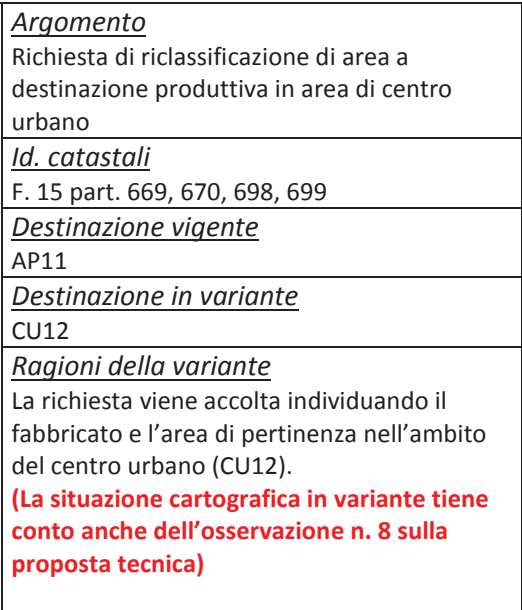 Argomento
Richiesta di riclassificazione di area a
destinazione produttiva in area di centro
urbano
Id. catastali
F. 15 part. 669, 670, 698, 699
Destinazione vigente
AP11
Destinazione in variante
CU12
Ragioni della variante
La richiesta viene accolta individuando il
fabbricato e l’area di pertinenza nell’ambito
del centro urbano (CU12).
(La situazione cartografica in variante tiene
conto anche dell’osservazione n. 8 sulla
proposta tecnica)